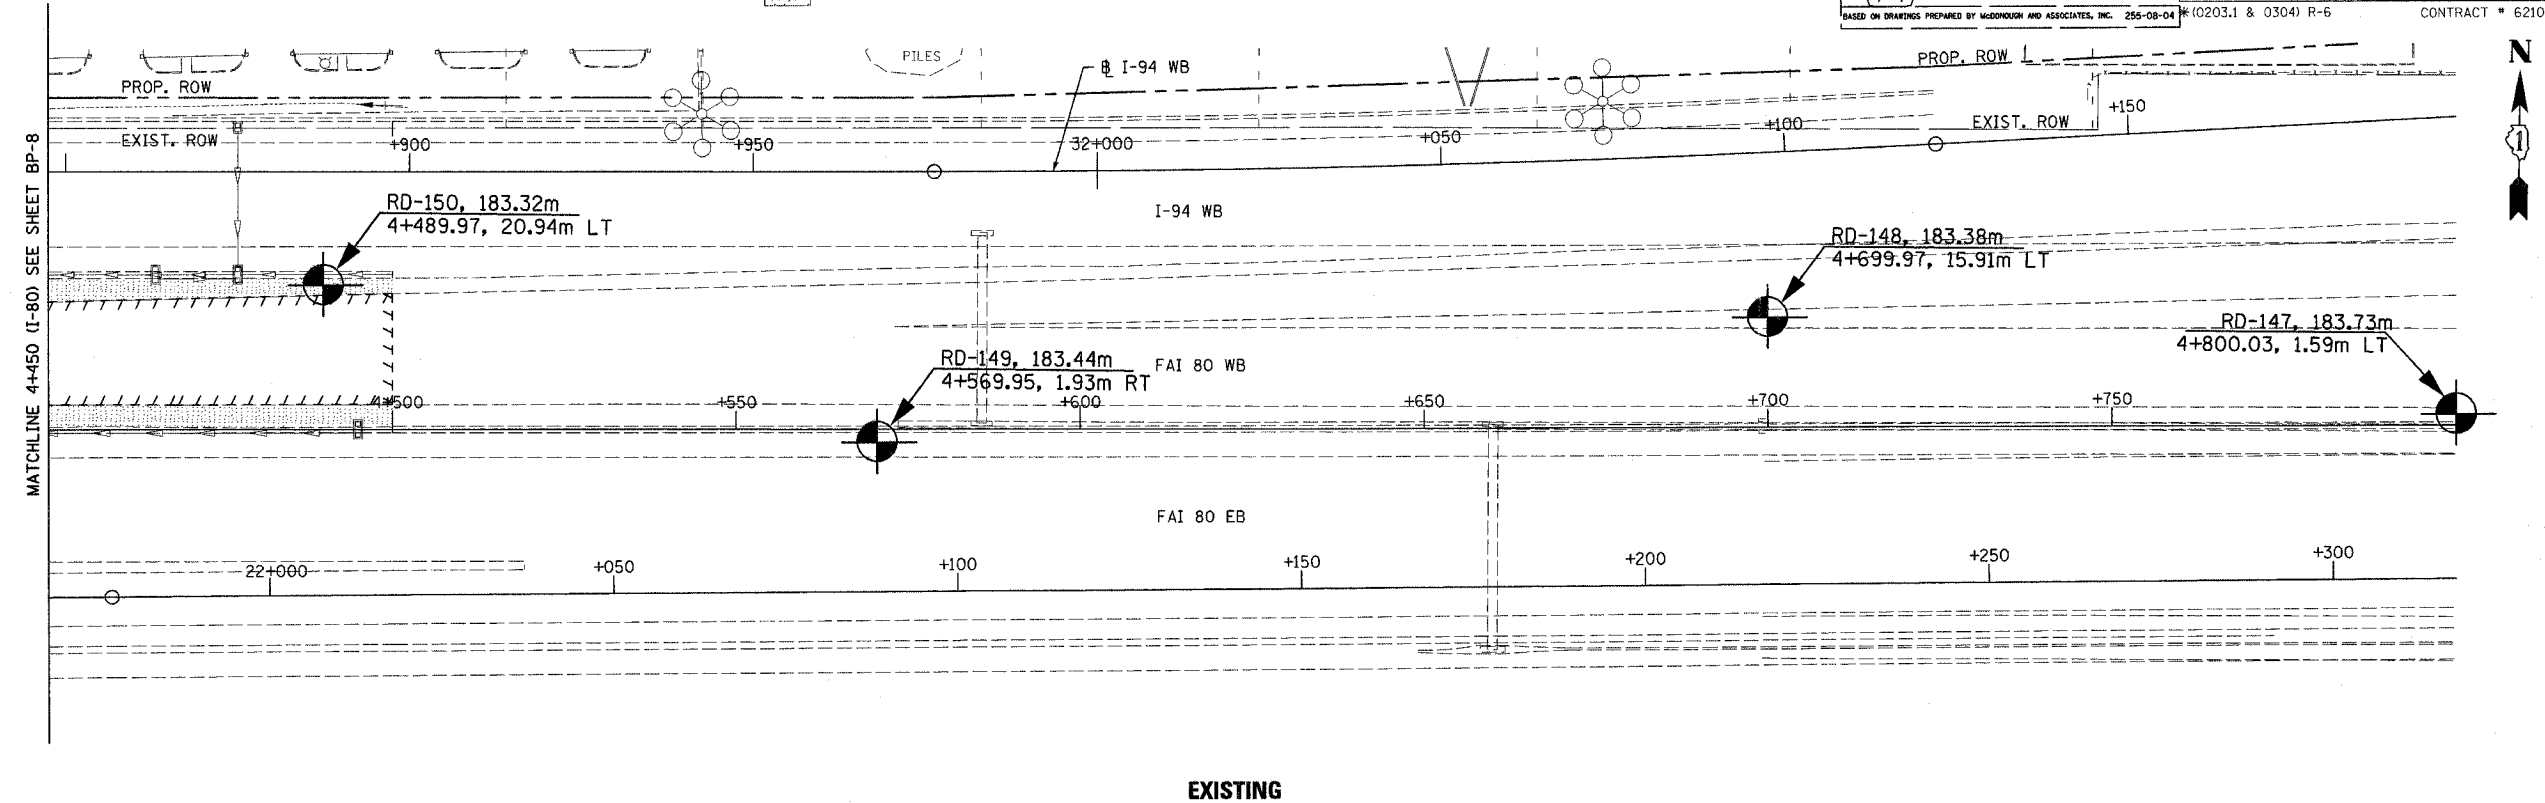 BASED ON DRAWINGS PREPARED BY McDONOUGH AND ASSOCIATES, INC. 255-08-04
*(0203.1 & 0304) R-6
CONTRACT # 6210
N
1
PILES
℄ I-94 WB
PROP. ROW
PROP. ROW
+150
EXIST. ROW
EXIST. ROW
+900
+950
32+000
+050
+100
MATCHLINE 4+450 (I-80) SEE SHEET BP-8
RD-150, 183.32m
4+489.97, 20.94m LT
I-94 WB
RD-148, 183.38m
4+699.97, 15.91m LT
RD-147, 183.73m
4+800.03, 1.59m LT
RD-149, 183.44m
4+569.95, 1.93m RT
FAI 80 WB
4+500
+550
+600
+650
+700
+750
FAI 80 EB
22+000
+050
+100
+150
+200
+250
+300
EXISTING